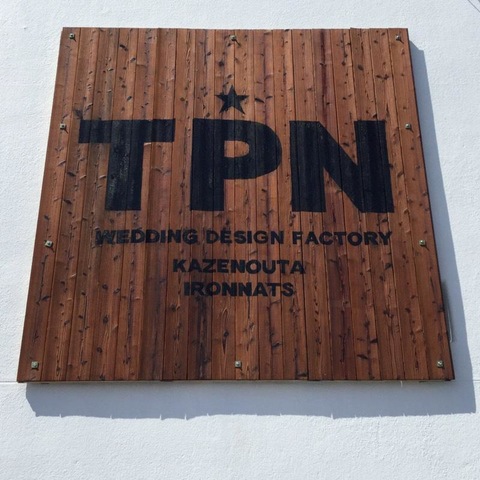 TPN
WEDDING DESIGN FACTORY
KAZENOUTA
IRONNATS